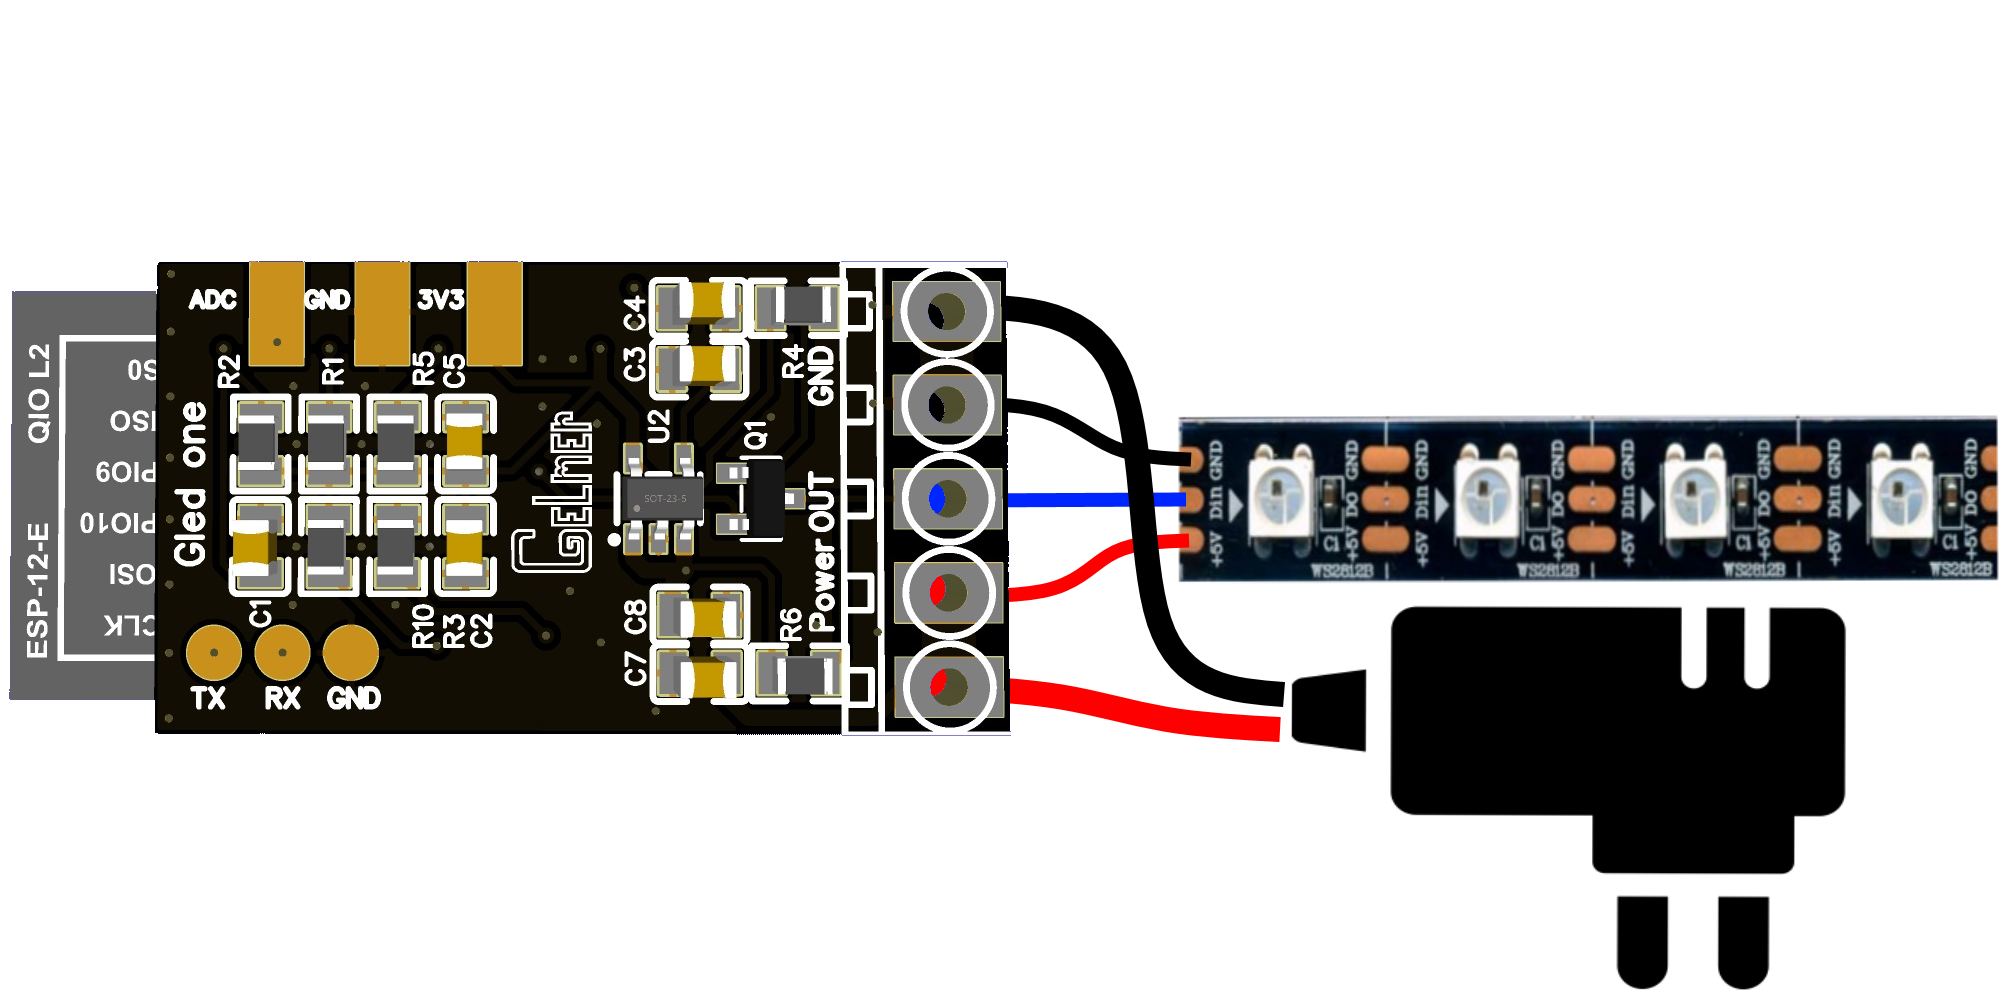 ADC
GND
3V3
QIO L2
ESP-12-E
S0
ISO
PIO9
PIO10
OSI
CLK
R2
R1
R5
C5
Gled one
C1
R10
R3
C2
TX
RX
GND
Gelmer
C4
C3
R4
GND
U2
Q1
SOT-23-5
Power OUT
C8
C7
R6
GND
Din
+5V
C1
WS2812B
GND
DO
+5V
GND
Din
+5V
C1
WS2812B
GND
DO
+5V
GND
Din
+5V
C1
WS2812B
GND
DO
+5V
GND
Din
+5V
C1
WS2812B
GND
DO
+5V